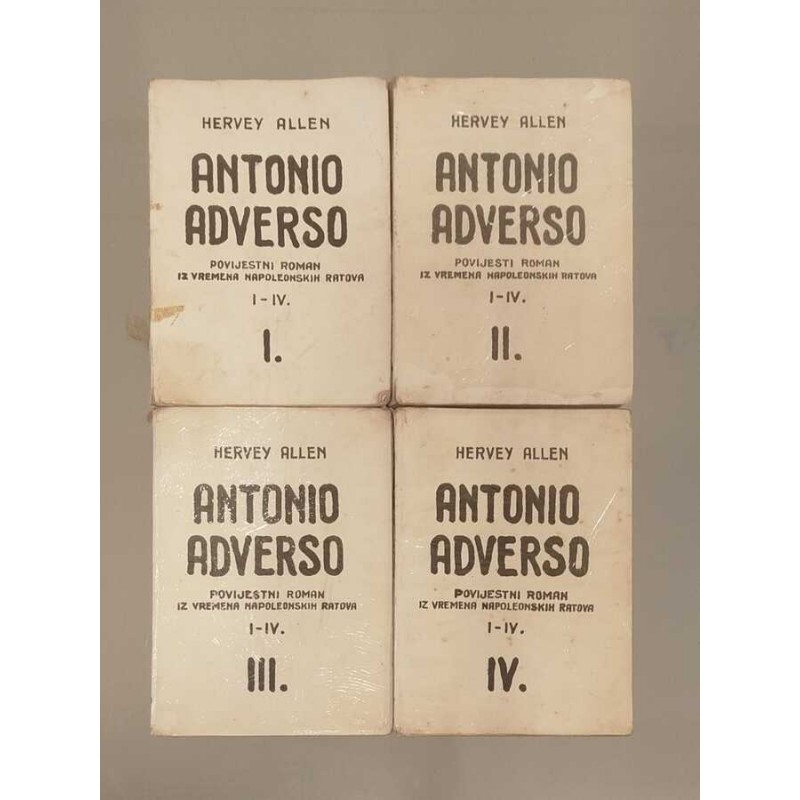 HERVEY ALLEN
ANTONIO
ADVERSO
POVIJESTNI ROMAN
IZ VREMENA NAPOLEONSKIH RATOVA
I-IV.
I.
HERVEY ALLEN
ANTONIO
ADVERSO
POVIJESTI ROMAN
IZ VREMENA NAPOLEONSKIH RATOVA
I-IV.
II.
HERVEY ALLEN
ANTONIO
ADVERSO
POVIJESTNI ROMAN
IZ VREMENA NAPOLEONSKIH RATOVA
I-IV.
III.
HERVEY ALLEN
ANTONIO
ADVERSO
POVIJESTNI ROMAN
IZ VREMENA NAPOLEONSKIH RATOVA
I-IV.
IV.